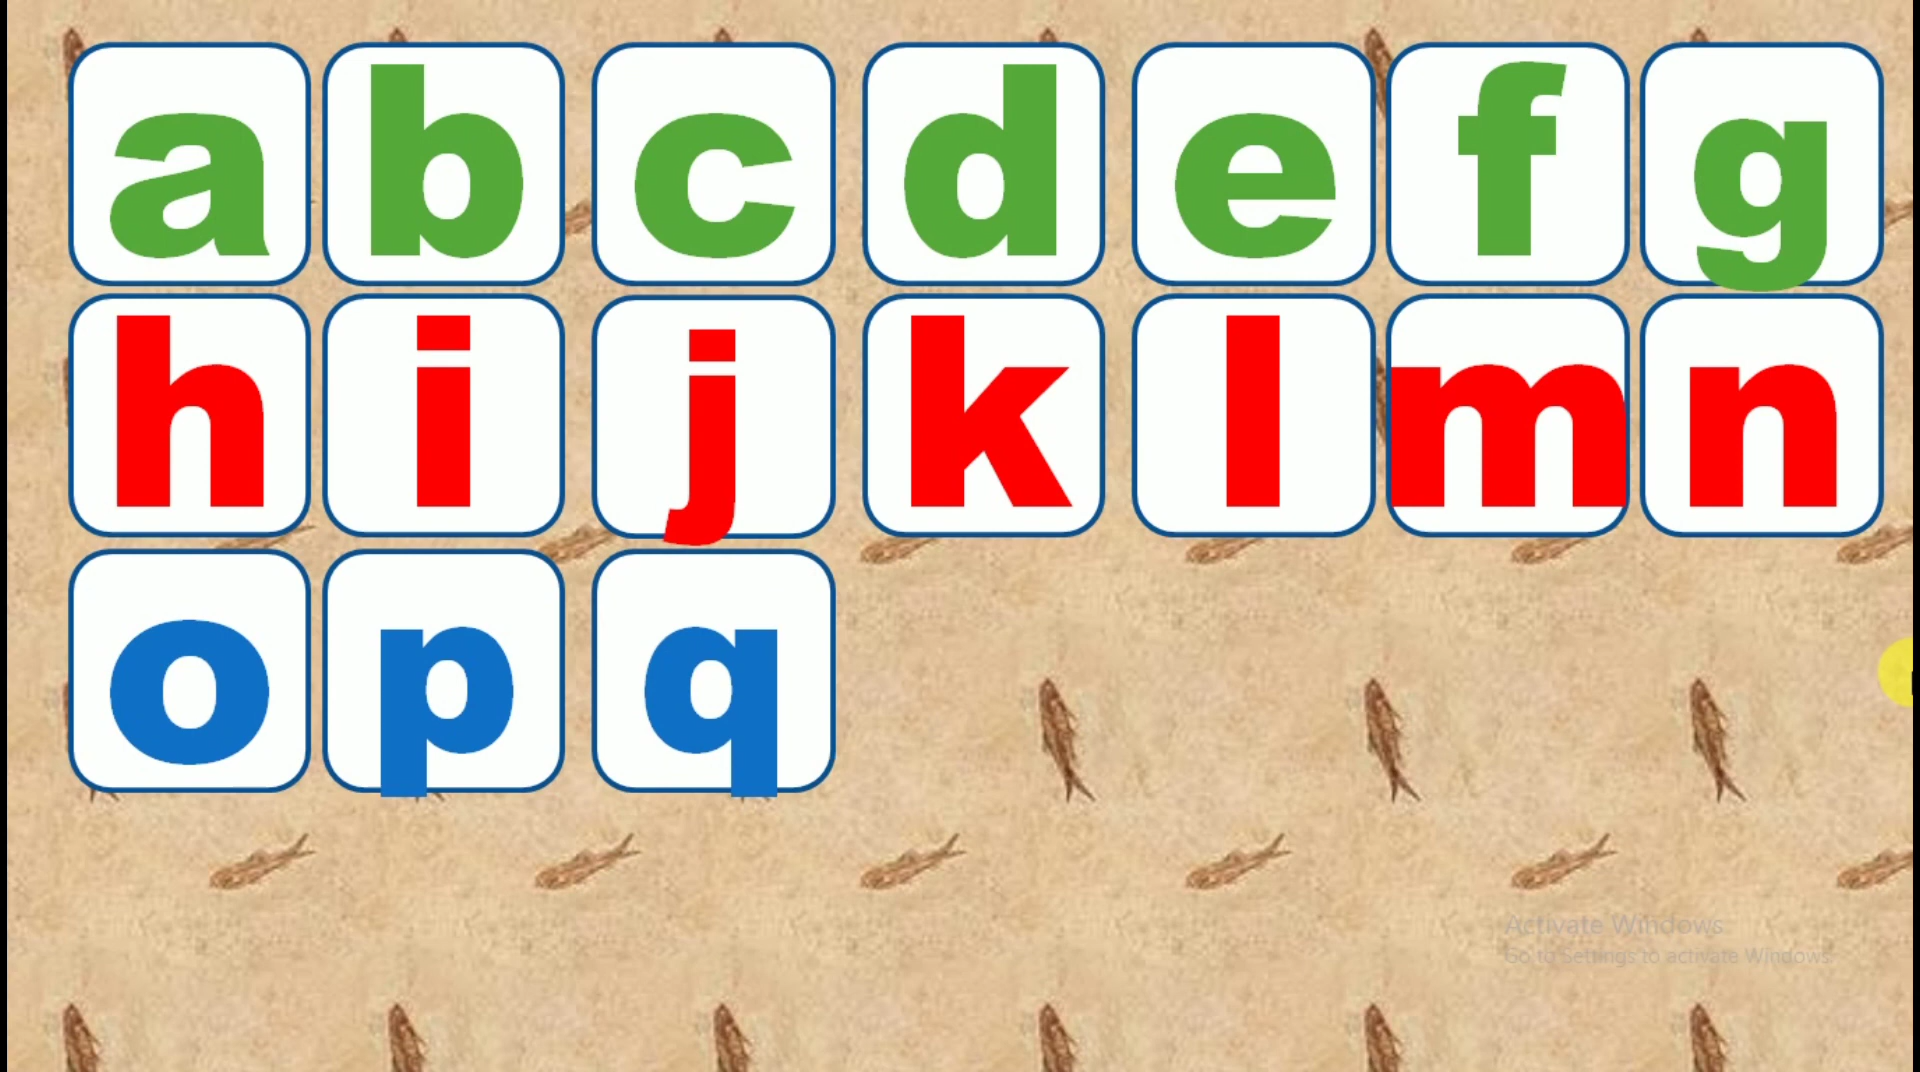 a b c d e f g
h i j k l m n
o p q
Activate Windows
Go to Settings to activate Windows.